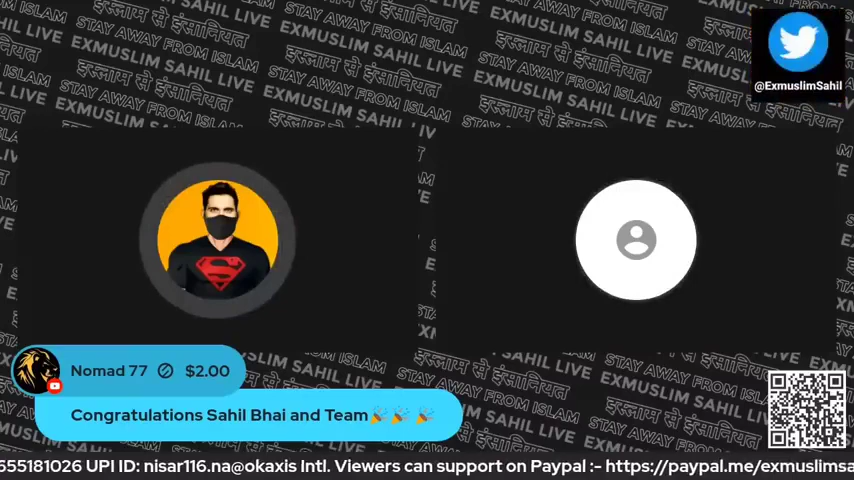 STAY AWAY FROM ISLAM
इस्लाम से इंसानियत
EXMUSLIM SAHIL LIVE
@ExmuslimSahil
Nomad 77 $2.00
Congratulations Sahil Bhai and Team🎉🎉🎉
655181026 UPI ID: nisar116.na@okaxis Intl. Viewers can support on Paypal :- https://paypal.me/exmuslimsa